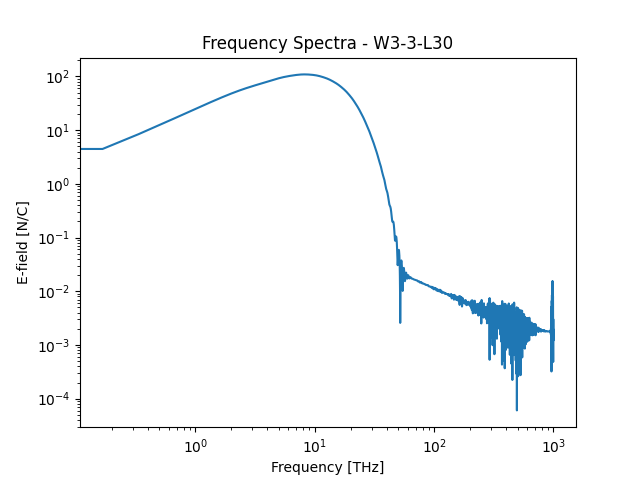 Frequency Spectra - W3-3-L30
10²
10¹
10⁰
10⁻¹
10⁻²
10⁻³
10⁻⁴
E-field [N/C]
10⁰ 10¹ 10² 10³
Frequency [THz]